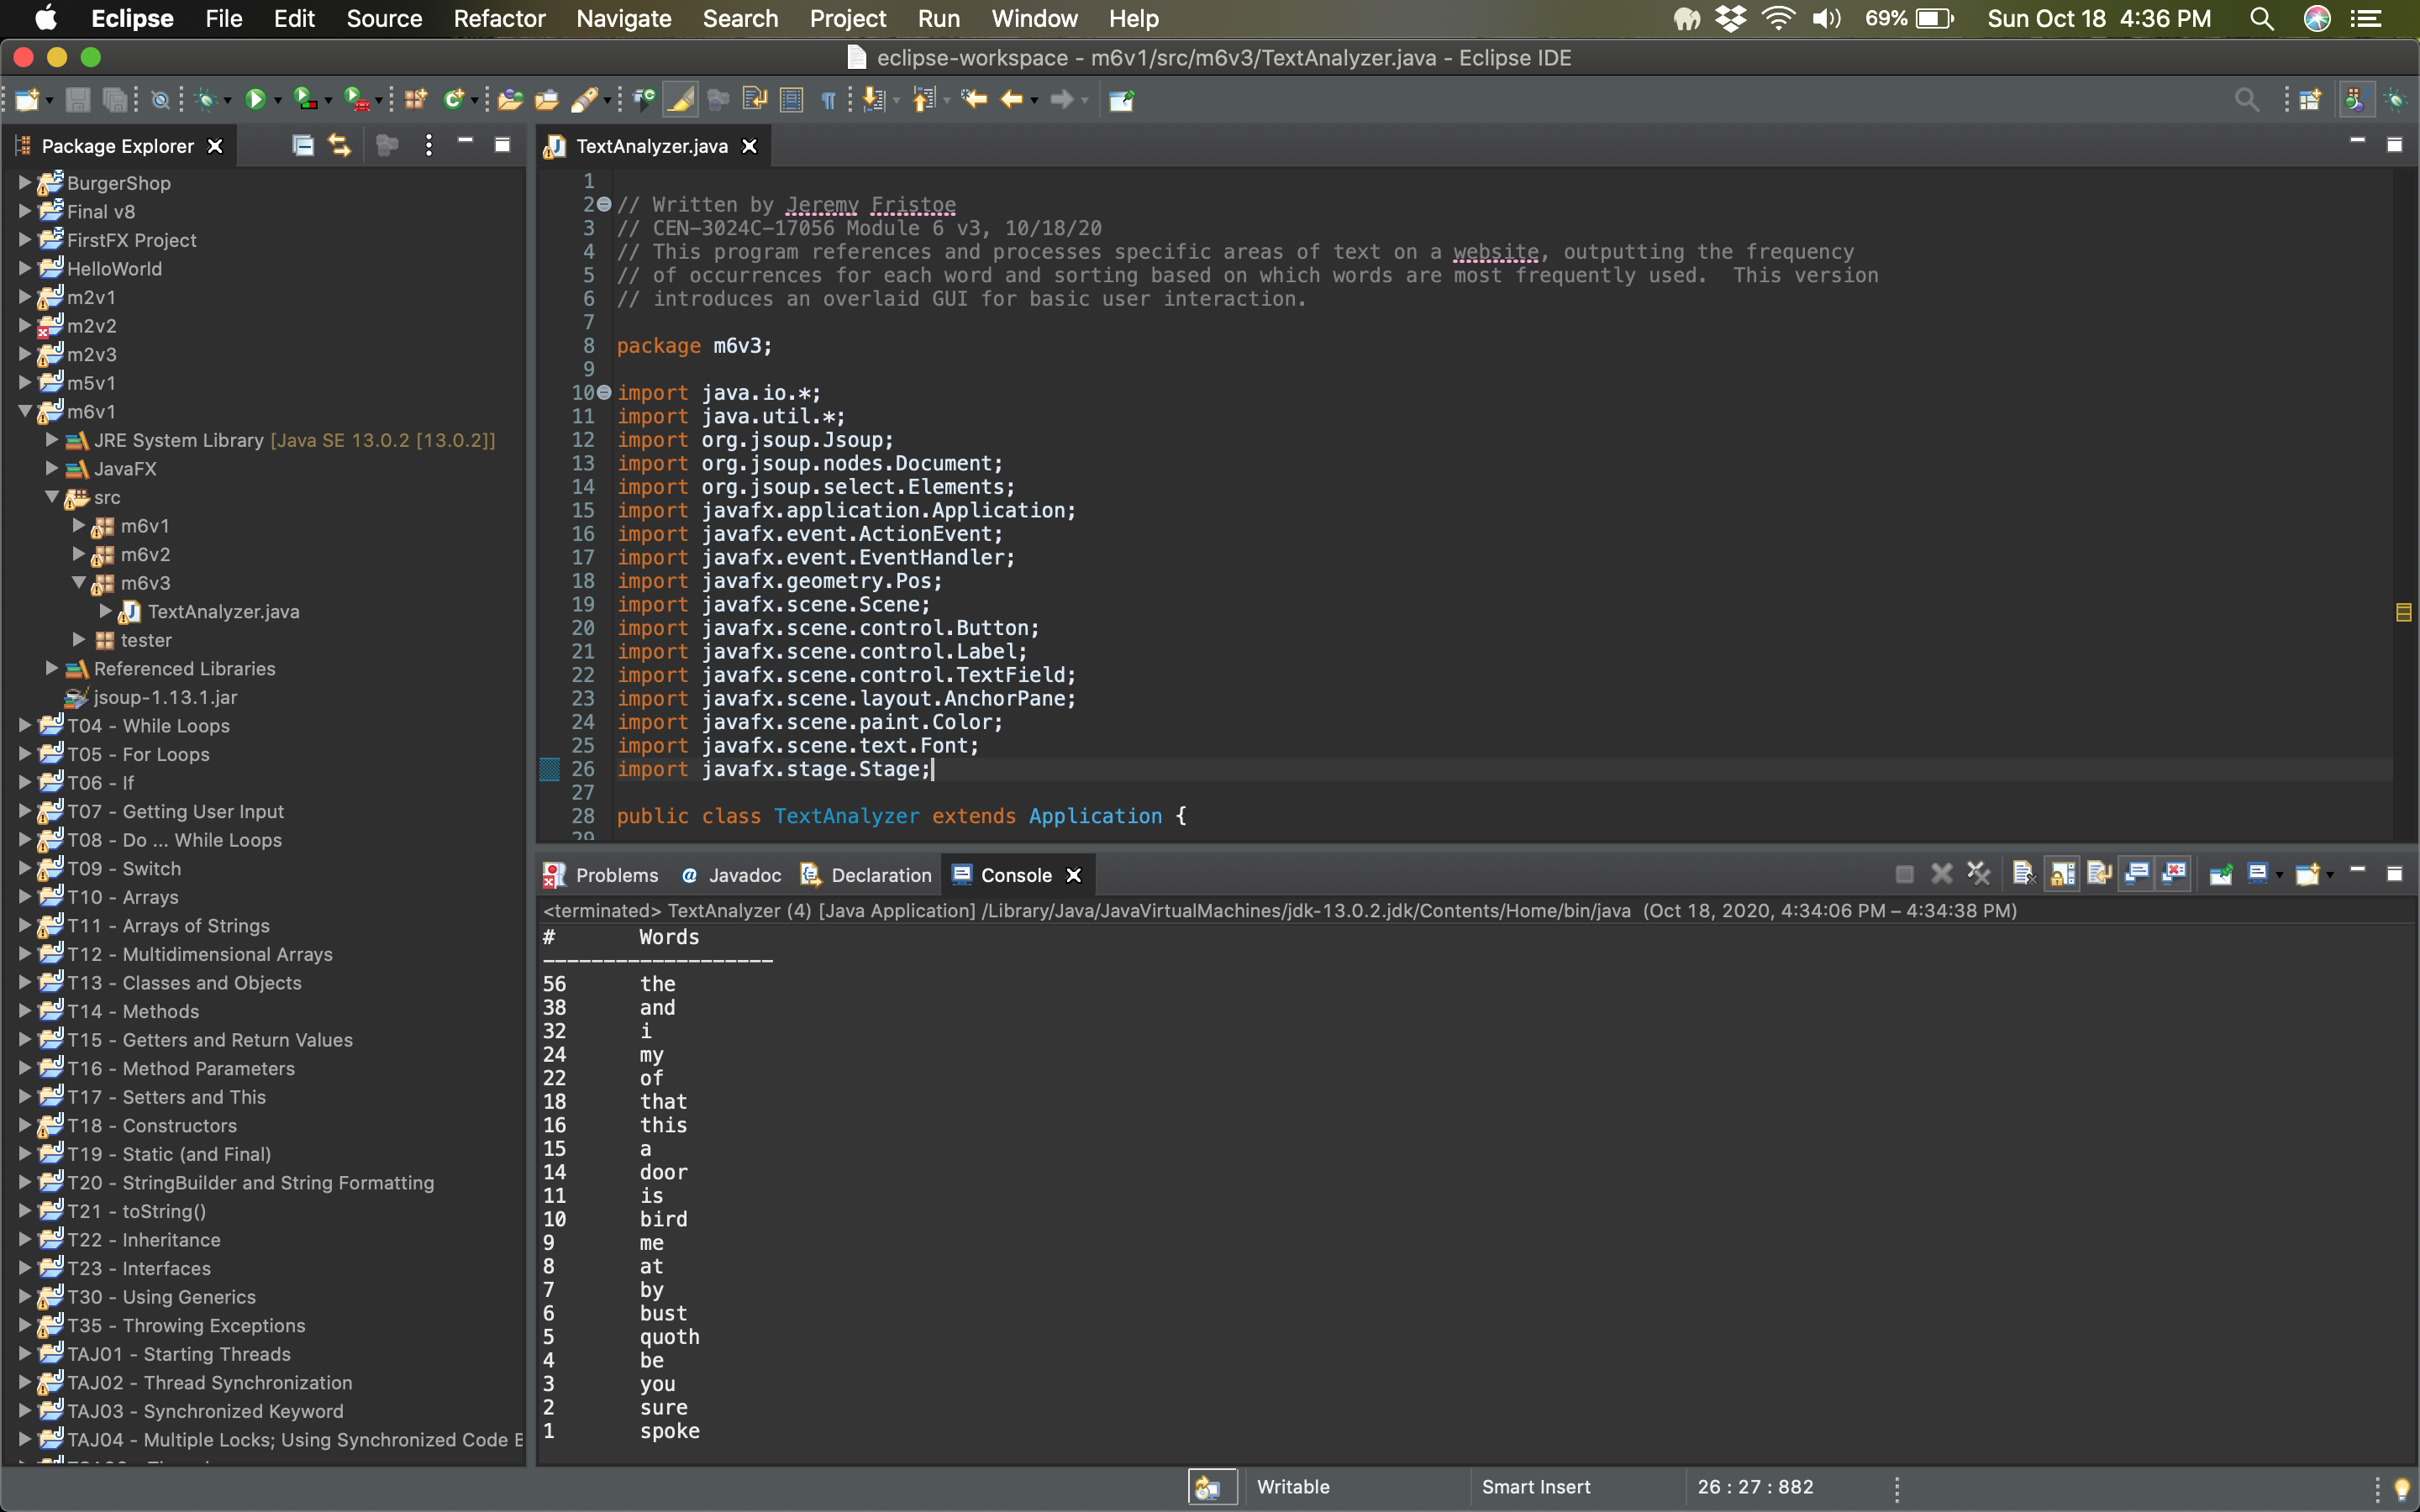 Eclipse File Edit Source Refactor Navigate Search Project Run Window Help 69% Sun Oct 18 4:36 PM
eclipse-workspace - m6v1/src/m6v3/TextAnalyzer.java - Eclipse IDE
Package Explorer
BurgerShop
Final v8
FirstFX Project
HelloWorld
m2v1
m2v2
m2v3
m5v1
m6v1
JRE System Library [Java SE 13.0.2 [13.0.2]]
JavaFX
src
m6v1
m6v2
m6v3
TextAnalyzer.java
tester
Referenced Libraries
jsoup-1.13.1.jar
T04 - While Loops
T05 - For Loops
T06 - If
T07 - Getting User Input
T08 - Do ... While Loops
T09 - Switch
T10 - Arrays
T11 - Arrays of Strings
T12 - Multidimensional Arrays
T13 - Classes and Objects
T14 - Methods
T15 - Getters and Return Values
T16 - Method Parameters
T17 - Setters and This
T18 - Constructors
T19 - Static (and Final)
T20 - StringBuilder and String Formatting
T21 - toString()
T22 - Inheritance
T23 - Interfaces
T30 - Using Generics
T35 - Throwing Exceptions
TAJ01 - Starting Threads
TAJ02 - Thread Synchronization
TAJ03 - Synchronized Keyword
TAJ04 - Multiple Locks; Using Synchronized Code
TextAnalyzer.java
1
2 // Written by Jeremy Fristoe
3 // CEN-3024C-17056 Module 6 v3, 10/18/20
4 // This program references and processes specific areas of text on a website, outputting the frequency
5 // of occurrences for each word and sorting based on which words are most frequently used.  This version
6 // introduces an overlaid GUI for basic user interaction.
7
8 package m6v3;
9
10 import java.io.*;
11 import java.util.*;
12 import org.jsoup.Jsoup;
13 import org.jsoup.nodes.Document;
14 import org.jsoup.select.Elements;
15 import javafx.application.Application;
16 import javafx.event.ActionEvent;
17 import javafx.event.EventHandler;
18 import javafx.geometry.Pos;
19 import javafx.scene.Scene;
20 import javafx.scene.control.Button;
21 import javafx.scene.control.Label;
22 import javafx.scene.control.TextField;
23 import javafx.scene.layout.AnchorPane;
24 import javafx.scene.paint.Color;
25 import javafx.scene.text.Font;
26 import javafx.stage.Stage;
27
28 public class TextAnalyzer extends Application {
29
Problems Javadoc Declaration Console
<terminated> TextAnalyzer (4) [Java Application] /Library/Java/JavaVirtualMachines/jdk-13.0.2.jdk/Contents/Home/bin/java (Oct 18, 2020, 4:34:06 PM – 4:34:38 PM)
# Words
-------------------
56 the
38 and
32 i
24 my
22 of
18 that
16 this
15 a
14 door
11 is
10 bird
9 me
8 at
7 by
6 bust
5 quoth
4 be
3 you
2 sure
1 spoke
Writable Smart Insert 26 : 27 : 882